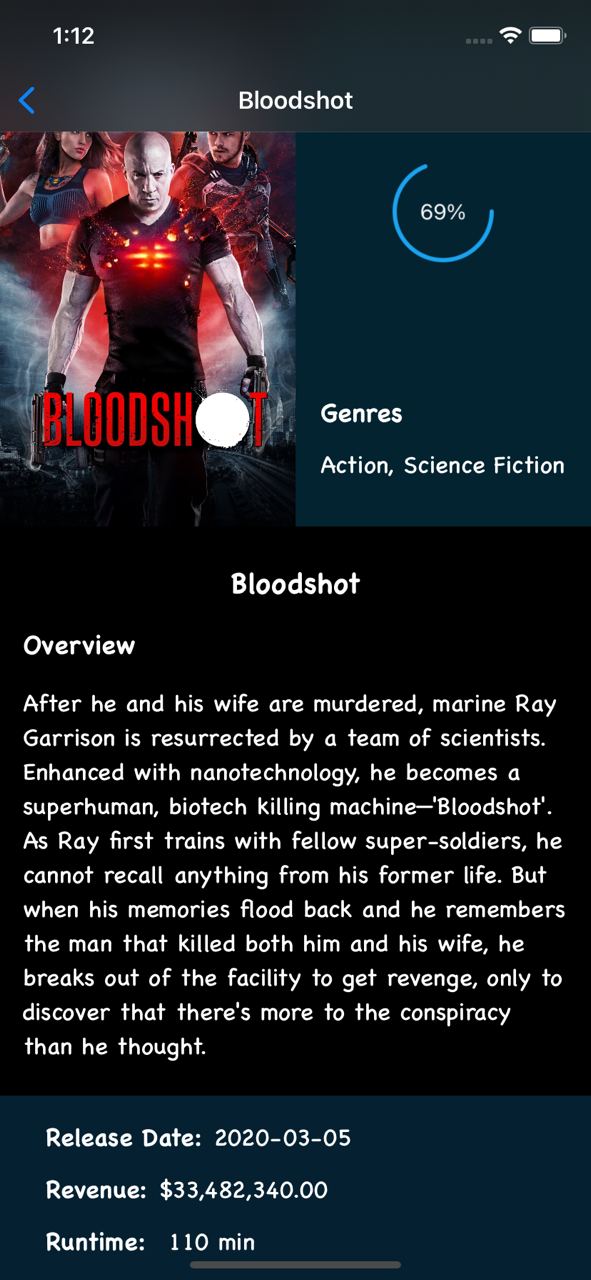 1:12
Bloodshot
69%
BLOODSH T
Genres
Action, Science Fiction
Bloodshot
Overview
After he and his wife are murdered, marine Ray
Garrison is resurrected by a team of scientists.
Enhanced with nanotechnology, he becomes a
superhuman, biotech killing machine—'Bloodshot'.
As Ray first trains with fellow super-soldiers, he
cannot recall anything from his former life. But
when his memories flood back and he remembers
the man that killed both him and his wife, he
breaks out of the facility to get revenge, only to
discover that there's more to the conspiracy
than he thought.
Release Date: 2020-03-05
Revenue: $33,482,340.00
Runtime: 110 min